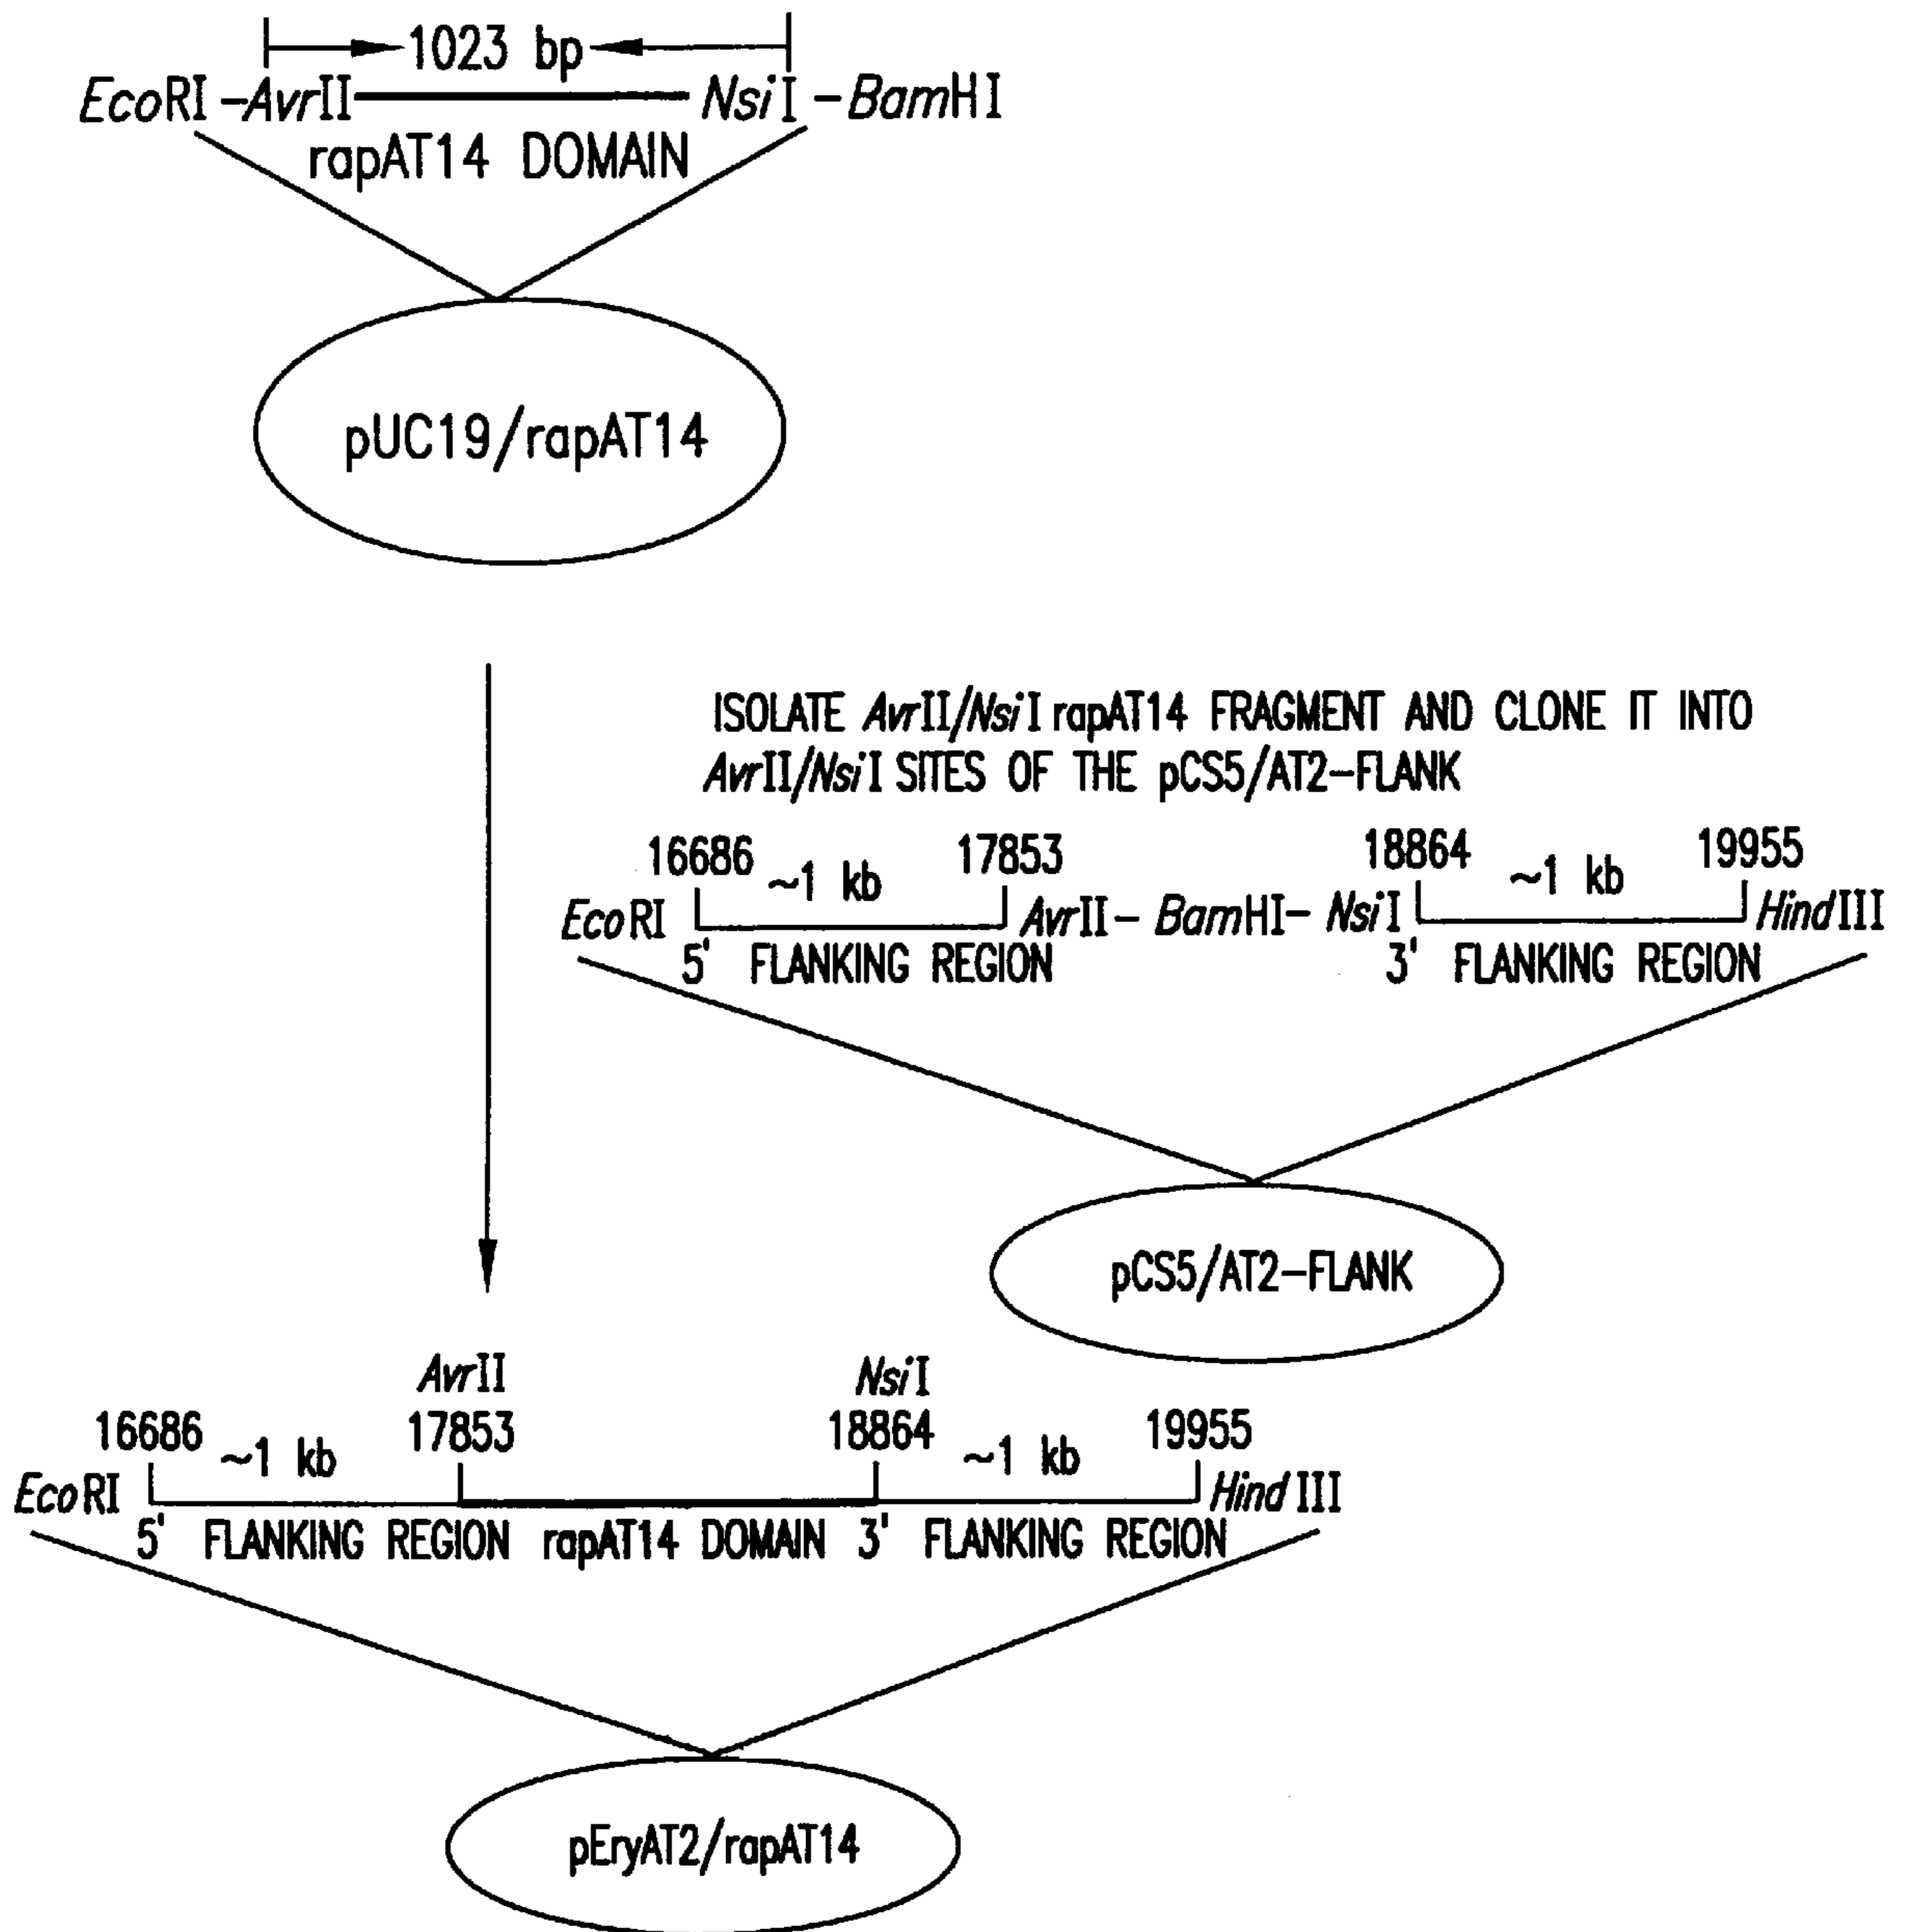 1023 bp
EcoRI-AvrII NsiI-BamHI
rapAT14 DOMAIN
pUC19/rapAT14
ISOLATE AvrII/NsiI rapAT14 FRAGMENT AND CLONE IT INTO
AvrII/NsiI SITES OF THE pCS5/AT2-FLANK
16686 ~1 kb 17853 18864 ~1 kb 19955
EcoRI AvrII- BamHI- NsiI HindIII
5' FLANKING REGION 3' FLANKING REGION
pCS5/AT2-FLANK
AvrII NsiI
16686 ~1 kb 17853 18864 ~1 kb 19955
EcoRI HindIII
5' FLANKING REGION rapAT14 DOMAIN 3' FLANKING REGION
pEryAT2/rapAT14